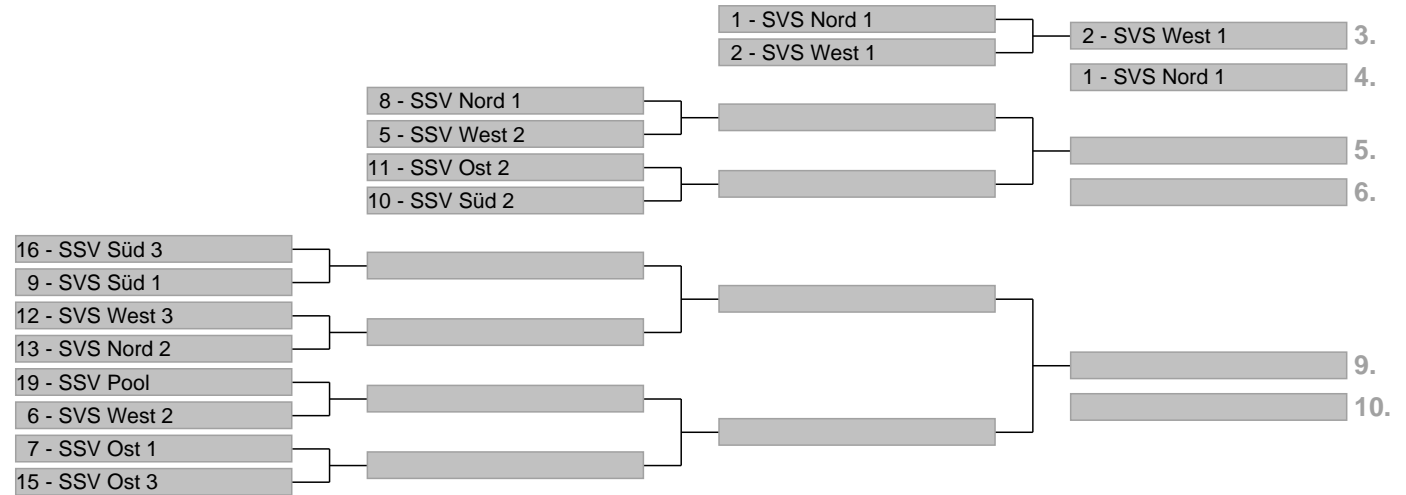 1 - SVS Nord 1
2 - SVS West 1
2 - SVS West 1 3.
1 - SVS Nord 1 4.
8 - SSV Nord 1
5 - SSV West 2
11 - SSV Ost 2
10 - SSV Süd 2
5.
6.
16 - SSV Süd 3
9 - SVS Süd 1
12 - SVS West 3
13 - SVS Nord 2
19 - SSV Pool
6 - SVS West 2
7 - SSV Ost 1
15 - SSV Ost 3
9.
10.